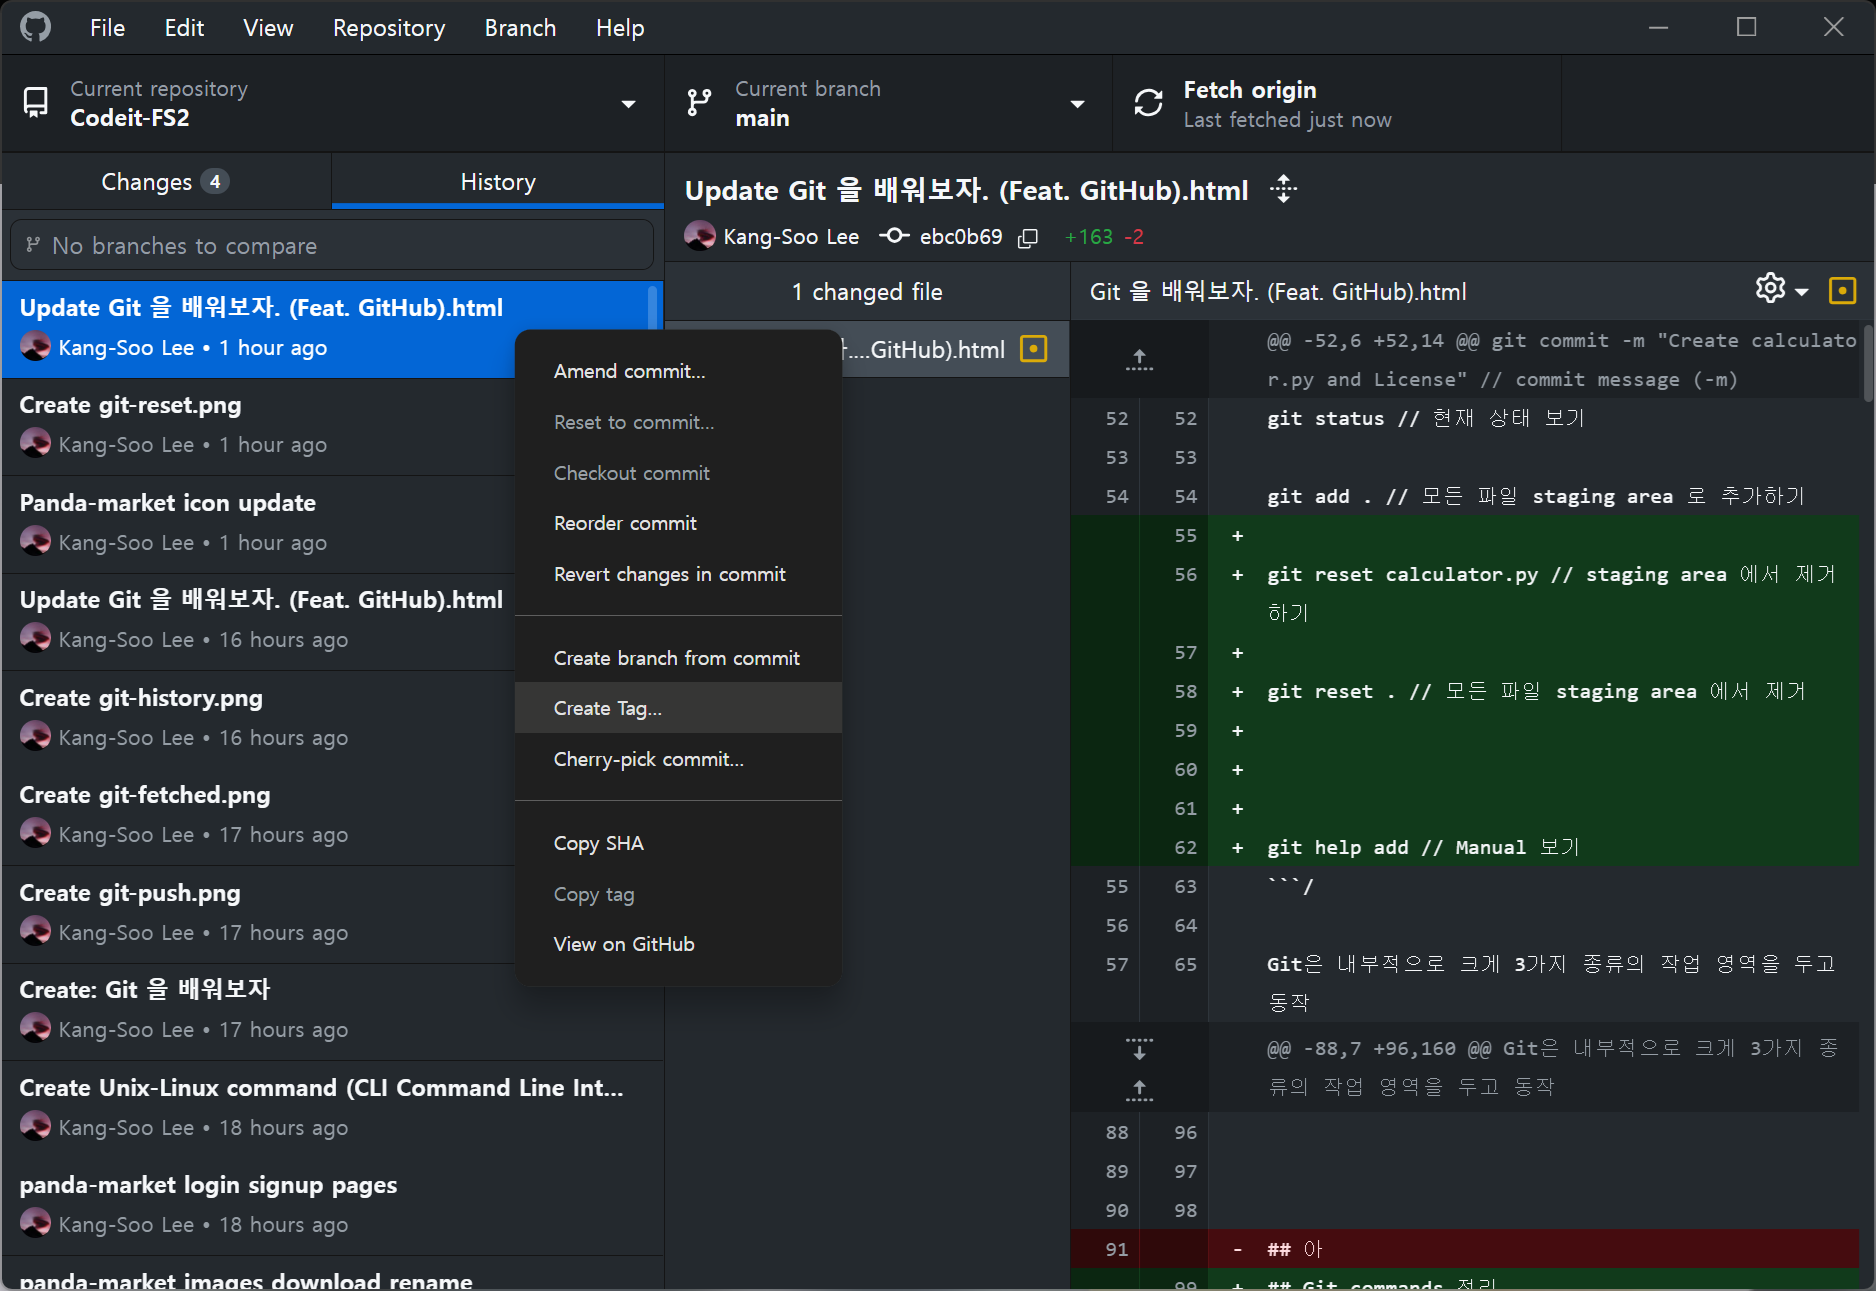 File Edit View Repository Branch Help
Current repository
Codeit-FS2
Current branch
main
Fetch origin
Last fetched just now
Changes 4
History
No branches to compare
Update Git 을 배워보자. (Feat. GitHub).html
Kang-Soo Lee • 1 hour ago
Create git-reset.png
Kang-Soo Lee • 1 hour ago
Panda-market icon update
Kang-Soo Lee • 1 hour ago
Update Git 을 배워보자. (Feat. GitHub).html
Kang-Soo Lee • 16 hours ago
Create git-history.png
Kang-Soo Lee • 16 hours ago
Create git-fetched.png
Kang-Soo Lee • 17 hours ago
Create git-push.png
Kang-Soo Lee • 17 hours ago
Create: Git 을 배워보자
Kang-Soo Lee • 17 hours ago
Create Unix-Linux command (CLI Command Line Int...
Kang-Soo Lee • 18 hours ago
panda-market login signup pages
Kang-Soo Lee • 18 hours ago
panda-market images download rename
Amend commit...
Reset to commit...
Checkout commit
Reorder commit
Revert changes in commit
Create branch from commit
Create Tag...
Cherry-pick commit...
Copy SHA
Copy tag
View on GitHub
Update Git 을 배워보자. (Feat. GitHub).html
Kang-Soo Lee ebc0b69 +163 -2
1 changed file
....GitHub).html
Git 을 배워보자. (Feat. GitHub).html
@@ -52,6 +52,14 @@ git commit -m "Create calculato
r.py and License" // commit message (-m)
52 52 git status // 현재 상태 보기
53 53
54 54 git add . // 모든 파일 staging area 로 추가하기
55 +
56 + git reset calculator.py // staging area 에서 제거
하기
57 +
58 + git reset . // 모든 파일 staging area 에서 제거
59 +
60 +
61 +
62 + git help add // Manual 보기
55 63 ```/
56 64
57 65 Git은 내부적으로 크게 3가지 종류의 작업 영역을 두고
동작
@@ -88,7 +96,160 @@ Git은 내부적으로 크게 3가지 종
류의 작업 영역을 두고 동작
88 96
89 97
90 98
91 - ## 아
99 + ## Git commands 정리